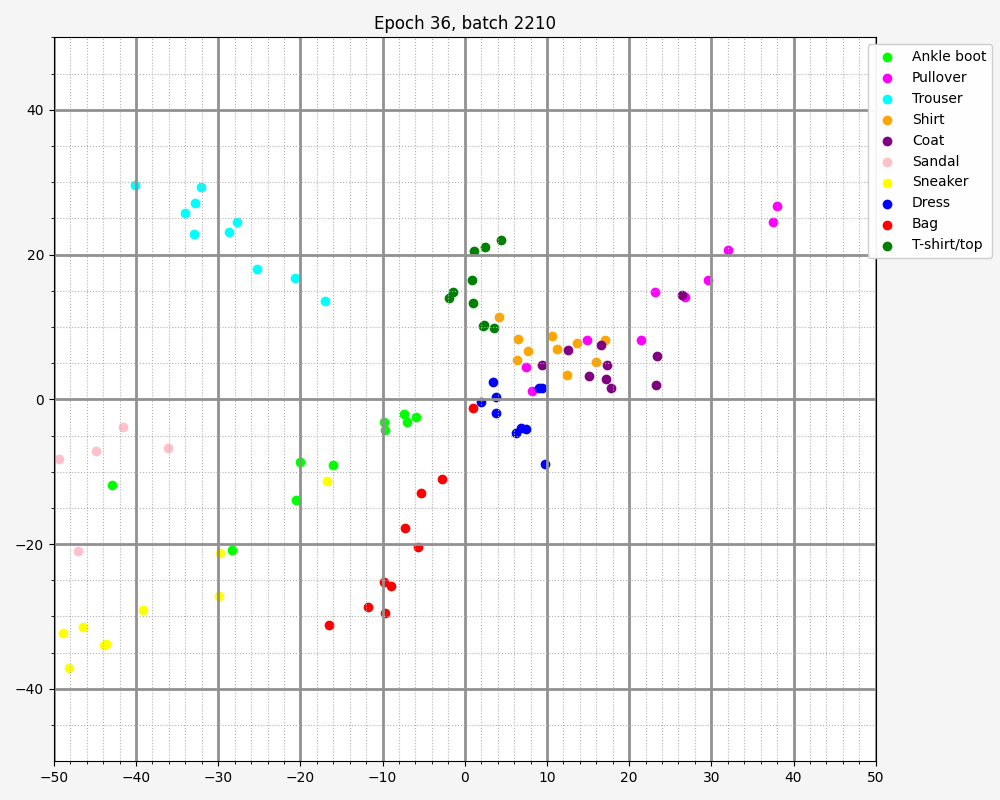 Epoch 36, batch 2210
Ankle boot
Pullover
Trouser
Shirt
Coat
Sandal
Sneaker
Dress
Bag
T-shirt/top
40
20
0
−20
−40
−50 −40 −30 −20 −10 0 10 20 30 40 50